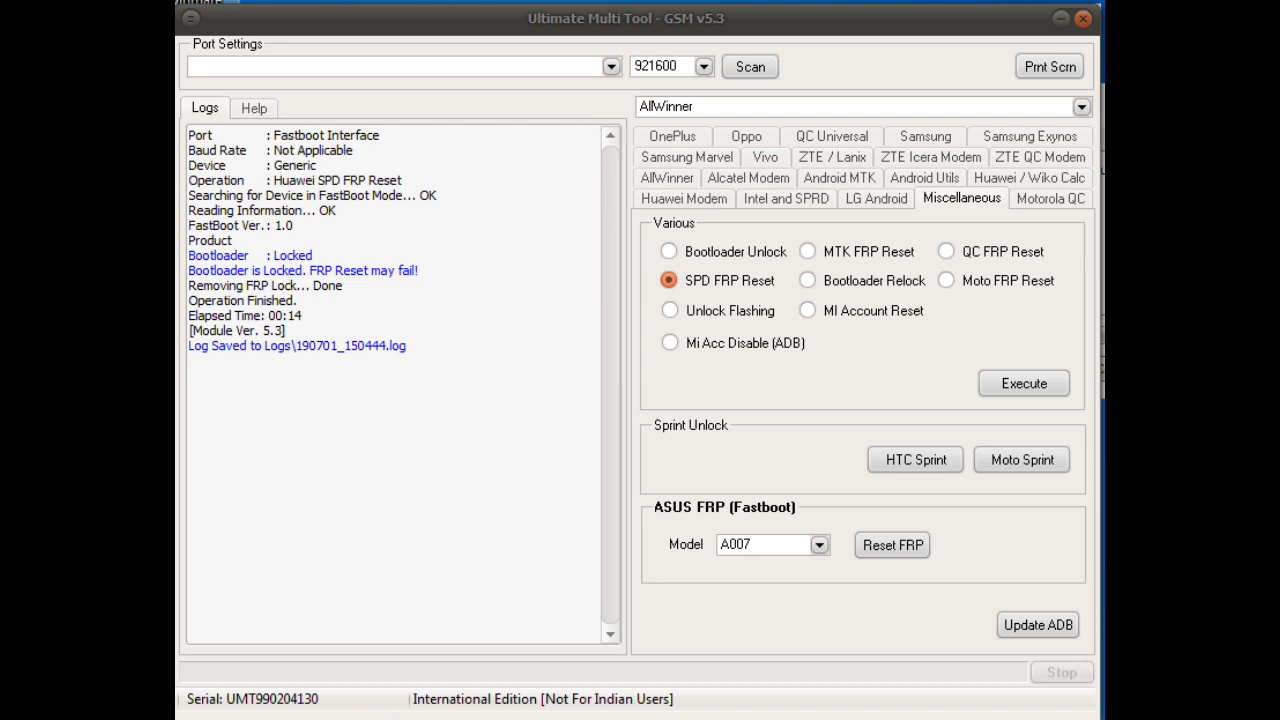 Ultimate Multi Tool - GSM v5.3
Port Settings
921600
Scan
Prnt Scrn
Logs
Help
Port : Fastboot Interface
Baud Rate : Not Applicable
Device : Generic
Operation : Huawei SPD FRP Reset
Searching for Device in FastBoot Mode... OK
Reading Information... OK
FastBoot Ver.: 1.0
Product
Bootloader : Locked
Bootloader is Locked. FRP Reset may fail!
Removing FRP Lock... Done
Operation Finished.
Elapsed Time: 00:14
[Module Ver. 5.3]
Log Saved to Logs\190701_150444.log
AllWinner
OnePlus Oppo QC Universal Samsung Samsung Exynos
Samsung Marvel Vivo ZTE / Lanix ZTE Icera Modem ZTE QC Modem
AllWinner Alcatel Modem Android MTK Android Utils Huawei / Wiko Calc
Huawei Modem Intel and SPRD LG Android Miscellaneous Motorola QC
Various
Bootloader Unlock MTK FRP Reset QC FRP Reset
SPD FRP Reset Bootloader Relock Moto FRP Reset
Unlock Flashing MI Account Reset
Mi Acc Disable (ADB)
Execute
Sprint Unlock
HTC Sprint Moto Sprint
ASUS FRP (Fastboot)
Model A007 Reset FRP
Update ADB
Stop
Serial: UMT990204130 International Edition [Not For Indian Users]